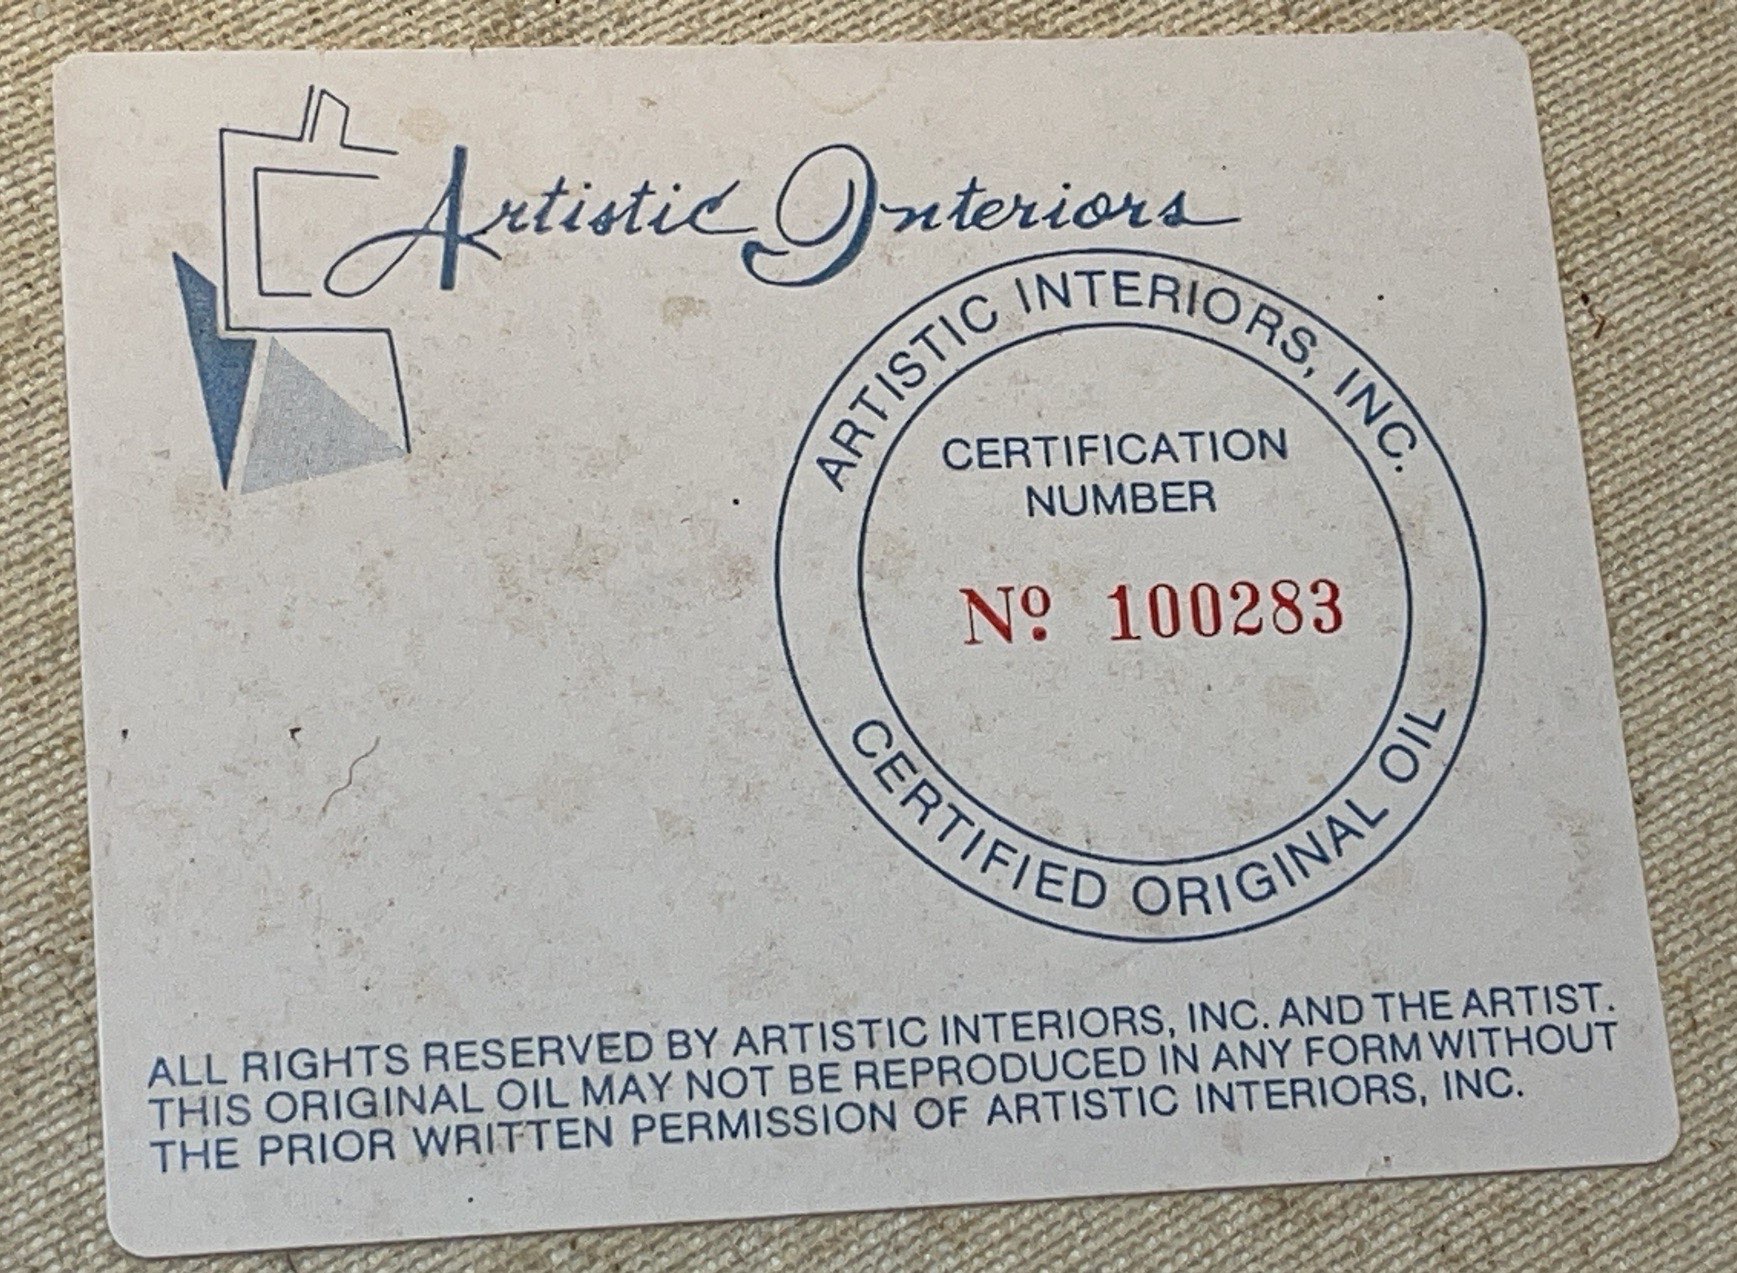 Artistic Interiors
ARTISTIC INTERIORS, INC.
CERTIFICATION
NUMBER
Nº. 100283
CERTIFIED ORIGINAL OIL
ALL RIGHTS RESERVED BY ARTISTIC INTERIORS, INC. AND THE ARTIST.
THIS ORIGINAL OIL MAY NOT BE REPRODUCED IN ANY FORM WITHOUT
THE PRIOR WRITTEN PERMISSION OF ARTISTIC INTERIORS, INC.